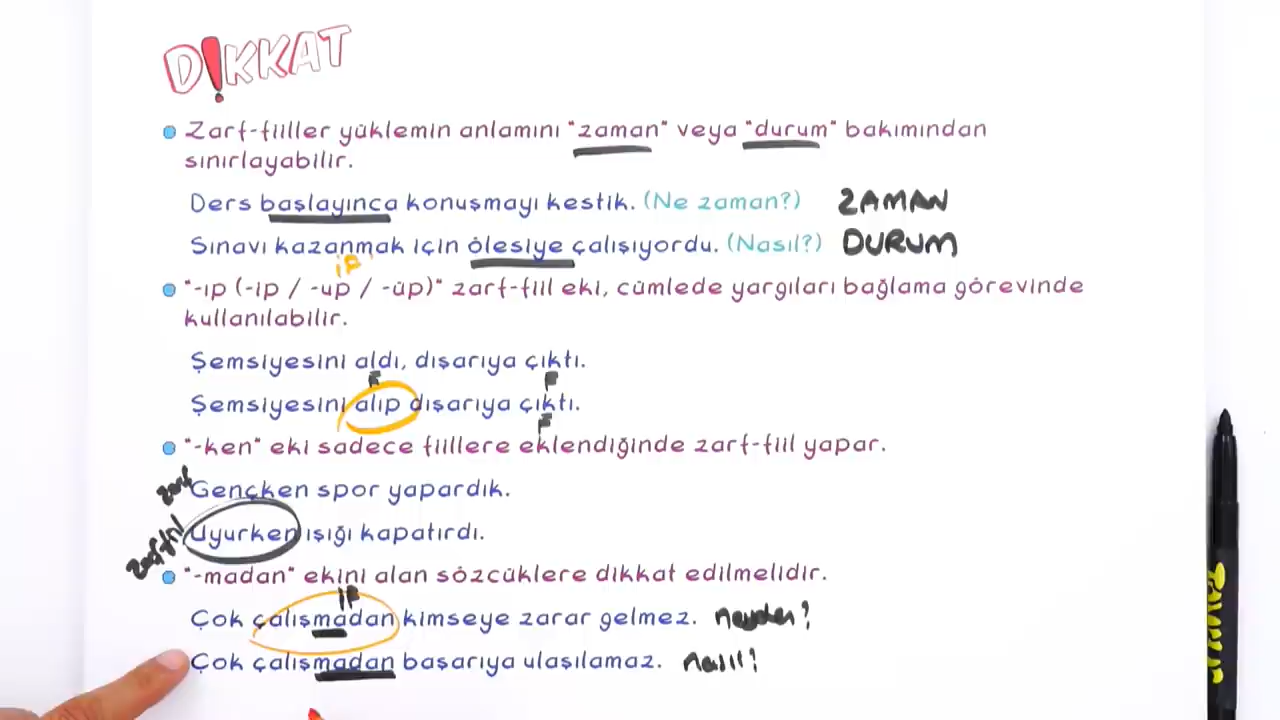 DİKKAT
Zarf-fiiller yüklemin anlamını "zaman" veya "durum" bakımından
sınırlayabilir.
Ders başlayınca konuşmayı kestik. (Ne zaman?) ZAMAN
Sınavı kazanmak için ölesiye çalışıyordu. (Nasıl?) DURUM
ip
"-ıp (-ip / -up / -üp)" zarf-fiil eki, cümlede yargıları bağlama görevinde
kullanılabilir.
Şemsiyesini aldı, dışarıya çıktı.
F F
Şemsiyesini alıp dışarıya çıktı.
F
"-ken" eki sadece fiillere eklendiğinde zarf-fiil yapar.
zarf Gençken spor yapardık.
zarf-fiil Uyurken ışığı kapatırdı.
"-madan" ekini alan sözcüklere dikkat edilmelidir.
Çok çalışmadan kimseye zarar gelmez. neyden?
Çok çalışmadan başarıya ulaşılamaz. nasıl?